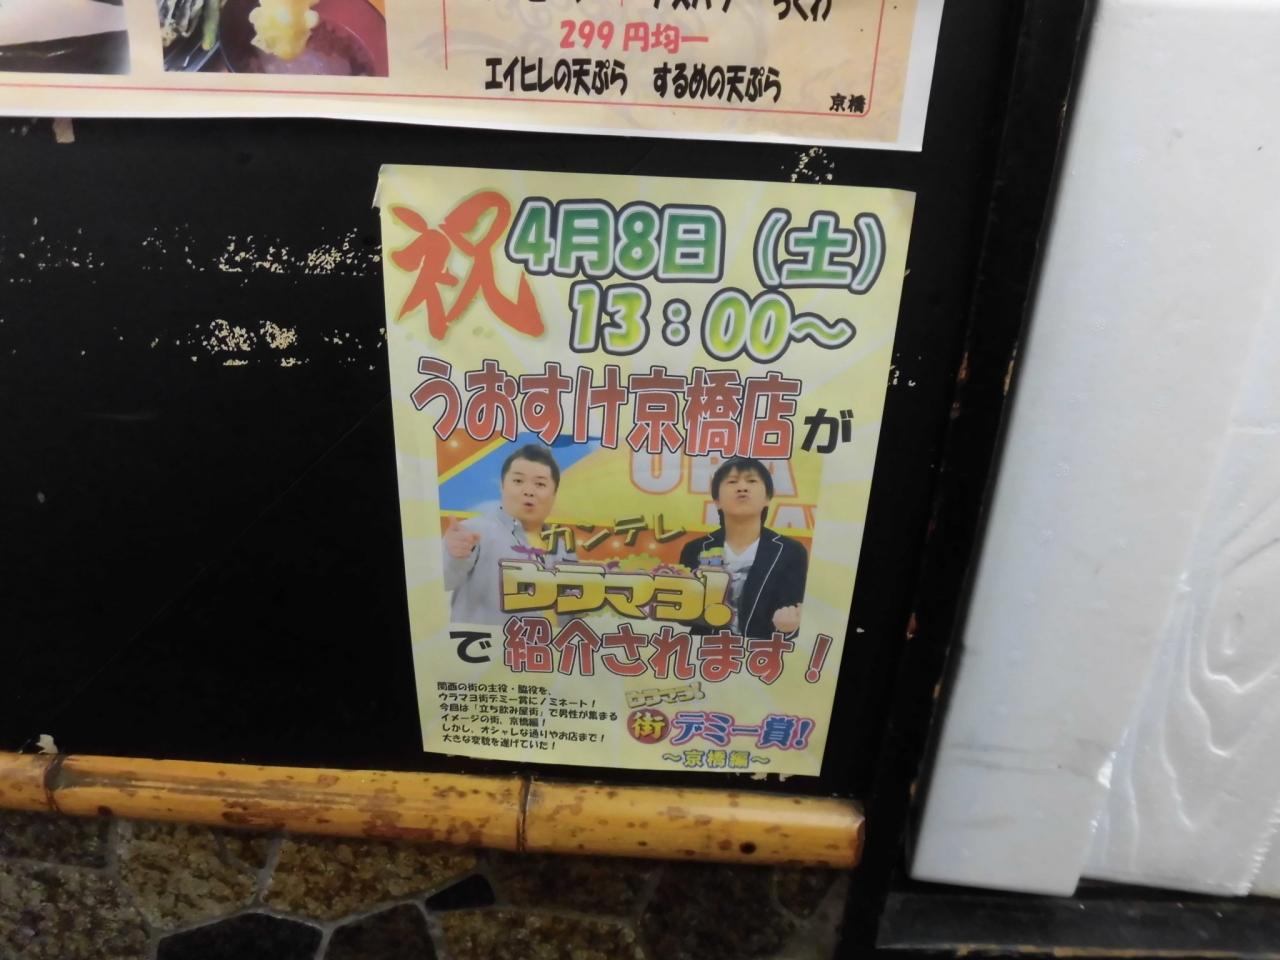 299円均一
エイヒレの天ぷら するめの天ぷら
京橋
祝 4月8日(土)
13:00〜
うおすけ京橋店が
カンテレ
ウラマヨ!
で紹介されます!
関西の街の主役・脇役を、
ウラマヨ街デミー賞にノミネート!
今回は「立ち飲み屋街」で男性が集まる
イメージの街、京橋編!
しかし、オシャレな通りやお店まで!
大きな変貌を遂げていた!
ウラマヨ!
街デミー賞!
〜京橋編〜